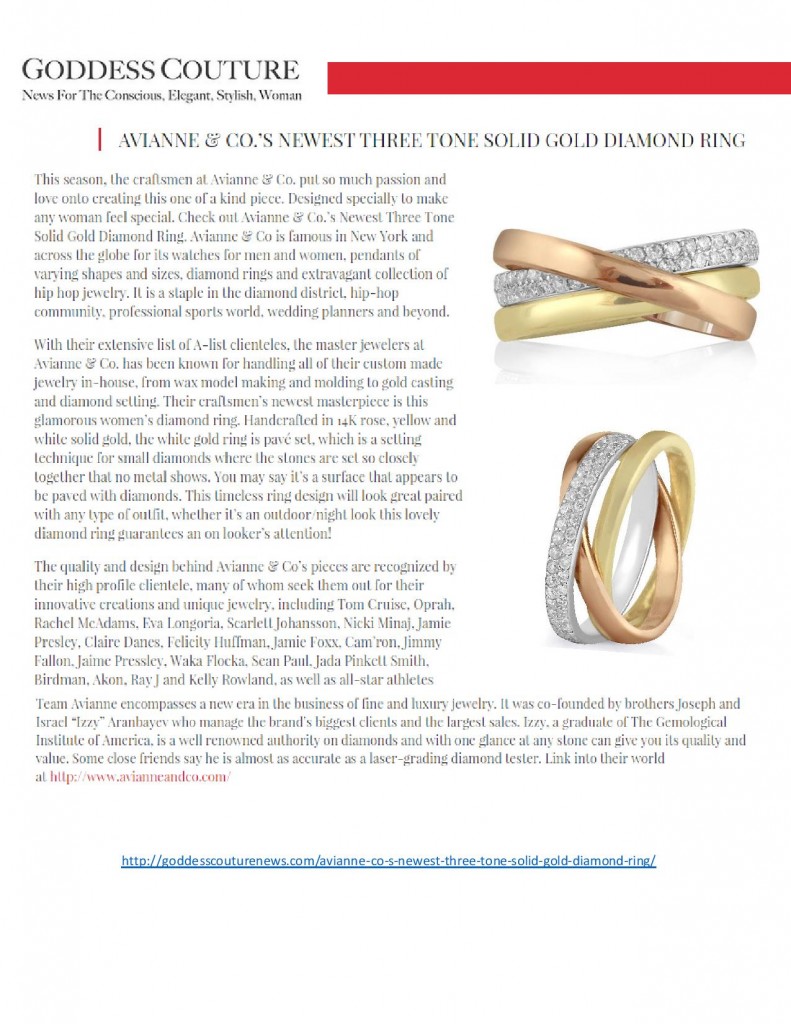 GODDESS COUTURE
News For The Conscious, Elegant, Stylish, Woman
AVIANNE & CO.'S NEWEST THREE TONE SOLID GOLD DIAMOND RING
This season, the craftsmen at Avianne & Co. put so much passion and
love onto creating this one of a kind piece. Designed specially to make
any woman feel special. Check out Avianne & Co.'s Newest Three Tone
Solid Gold Diamond Ring. Avianne & Co is famous in New York and
across the globe for its watches for men and women, pendants of
varying shapes and sizes, diamond rings and extravagant collection of
hip hop jewelry. It is a staple in the diamond district, hip-hop
community, professional sports world, wedding planners and beyond.
With their extensive list of A-list clienteles, the master jewelers at
Avianne & Co. has been known for handling all of their custom made
jewelry in-house, from wax model making and molding to gold casting
and diamond setting. Their craftsmen's newest masterpiece is this
glamorous women's diamond ring. Handcrafted in 14K rose, yellow and
white solid gold, the white gold ring is pavé set, which is a setting
technique for small diamonds where the stones are set so closely
together that no metal shows. You may say it's a surface that appears to
be paved with diamonds. This timeless ring design will look great paired
with any type of outfit, whether it's an outdoor/night look this lovely
diamond ring guarantees an on looker's attention!
The quality and design behind Avianne & Co's pieces are recognized by
their high profile clientele, many of whom seek them out for their
innovative creations and unique jewelry, including Tom Cruise, Oprah,
Rachel McAdams, Eva Longoria, Scarlett Johansson, Nicki Minaj, Jamie
Presley, Claire Danes, Felicity Huffman, Jamie Foxx, Cam'ron, Jimmy
Fallon, Jaime Pressley, Waka Flocka, Sean Paul, Jada Pinkett Smith,
Birdman, Akon, Ray J and Kelly Rowland, as well as all-star athletes
Team Avianne encompasses a new era in the business of fine and luxury jewelry. It was co-founded by brothers Joseph and
Israel “Izzy” Aranbayev who manage the brand's biggest clients and the largest sales. Izzy, a graduate of The Gemological
Institute of America, is a well renowned authority on diamonds and with one glance at any stone can give you its quality and
value. Some close friends say he is almost as accurate as a laser-grading diamond tester. Link into their world
at http://www.avianneandco.com/
http://goddesscouturenews.com/avianne-co-s-newest-three-tone-solid-gold-diamond-ring/